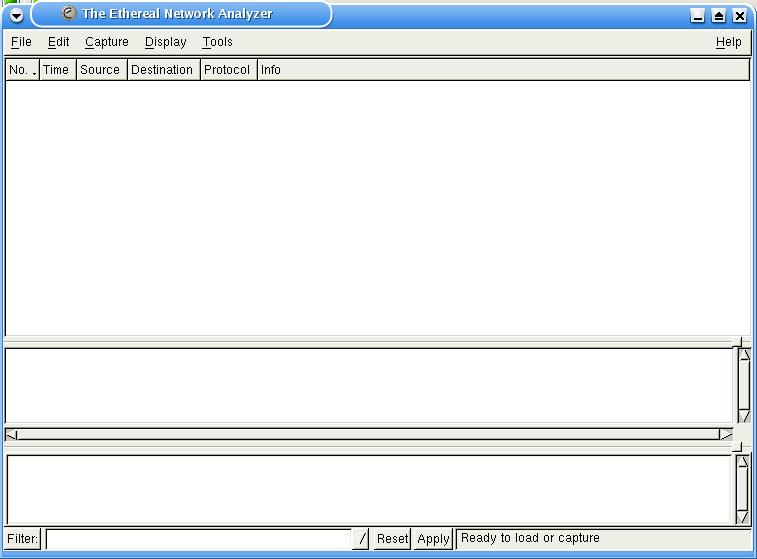 The Ethereal Network Analyzer
File Edit Capture Display Tools Help
No. Time Source Destination Protocol Info
Filter: / Reset Apply Ready to load or capture